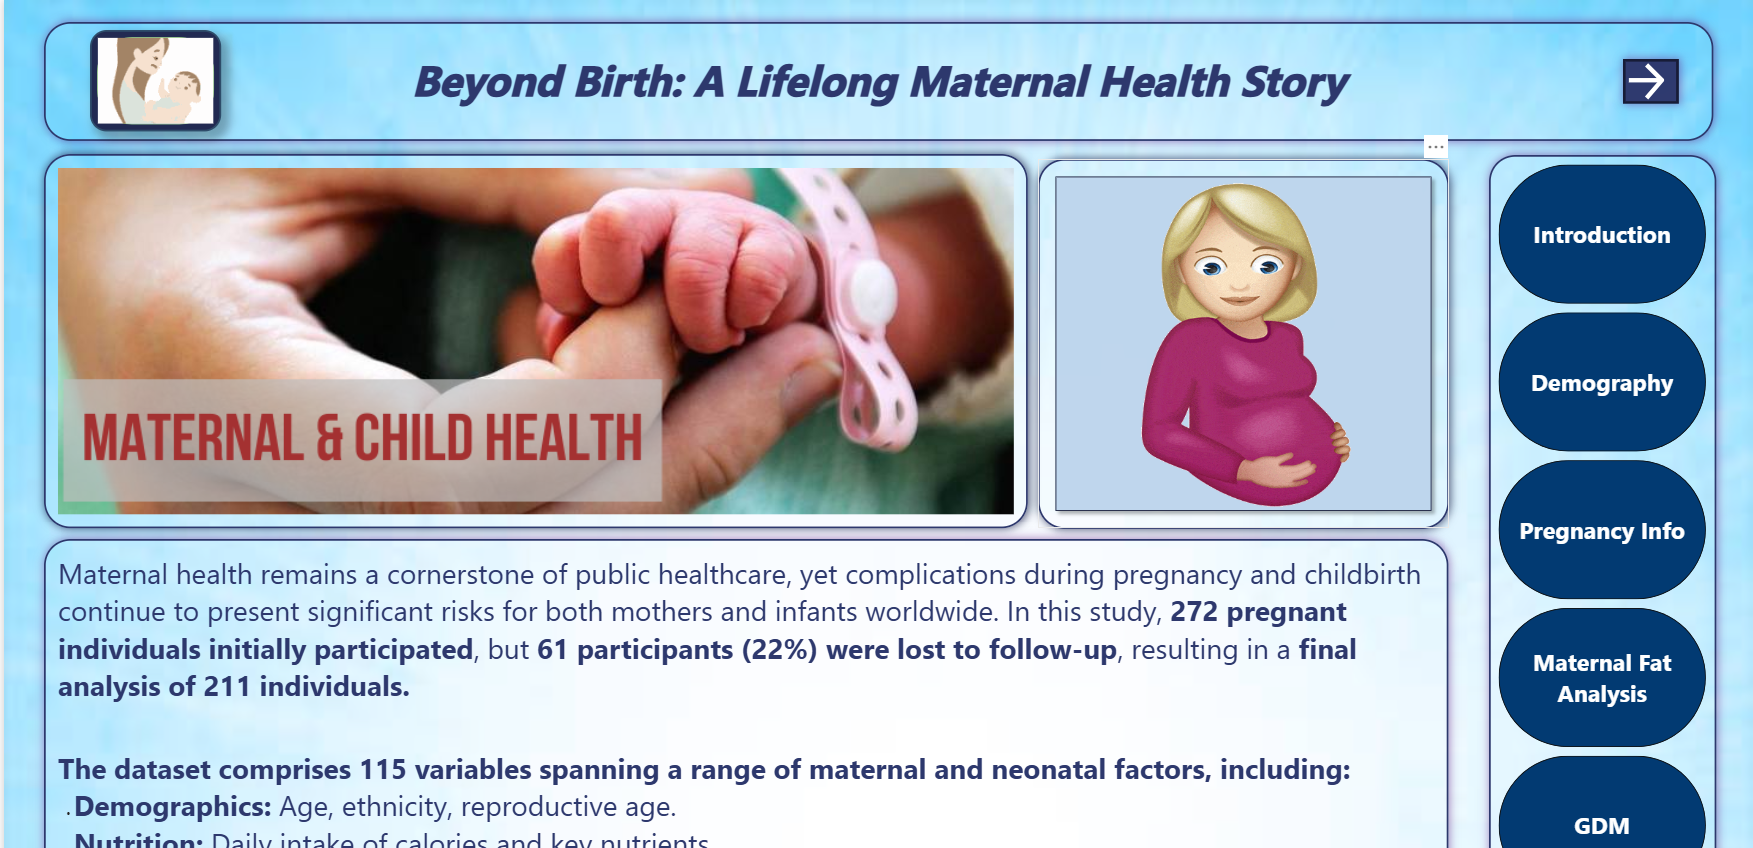 Beyond Birth: A Lifelong Maternal Health Story
MATERNAL & CHILD HEALTH
Maternal health remains a cornerstone of public healthcare, yet complications during pregnancy and childbirth
continue to present significant risks for both mothers and infants worldwide. In this study, 272 pregnant
individuals initially participated, but 61 participants (22%) were lost to follow-up, resulting in a final
analysis of 211 individuals.
The dataset comprises 115 variables spanning a range of maternal and neonatal factors, including:
. Demographics: Age, ethnicity, reproductive age.
Nutrition: Daily intake of calories and key nutrients
Introduction
Demography
Pregnancy Info
Maternal Fat
Analysis
GDM